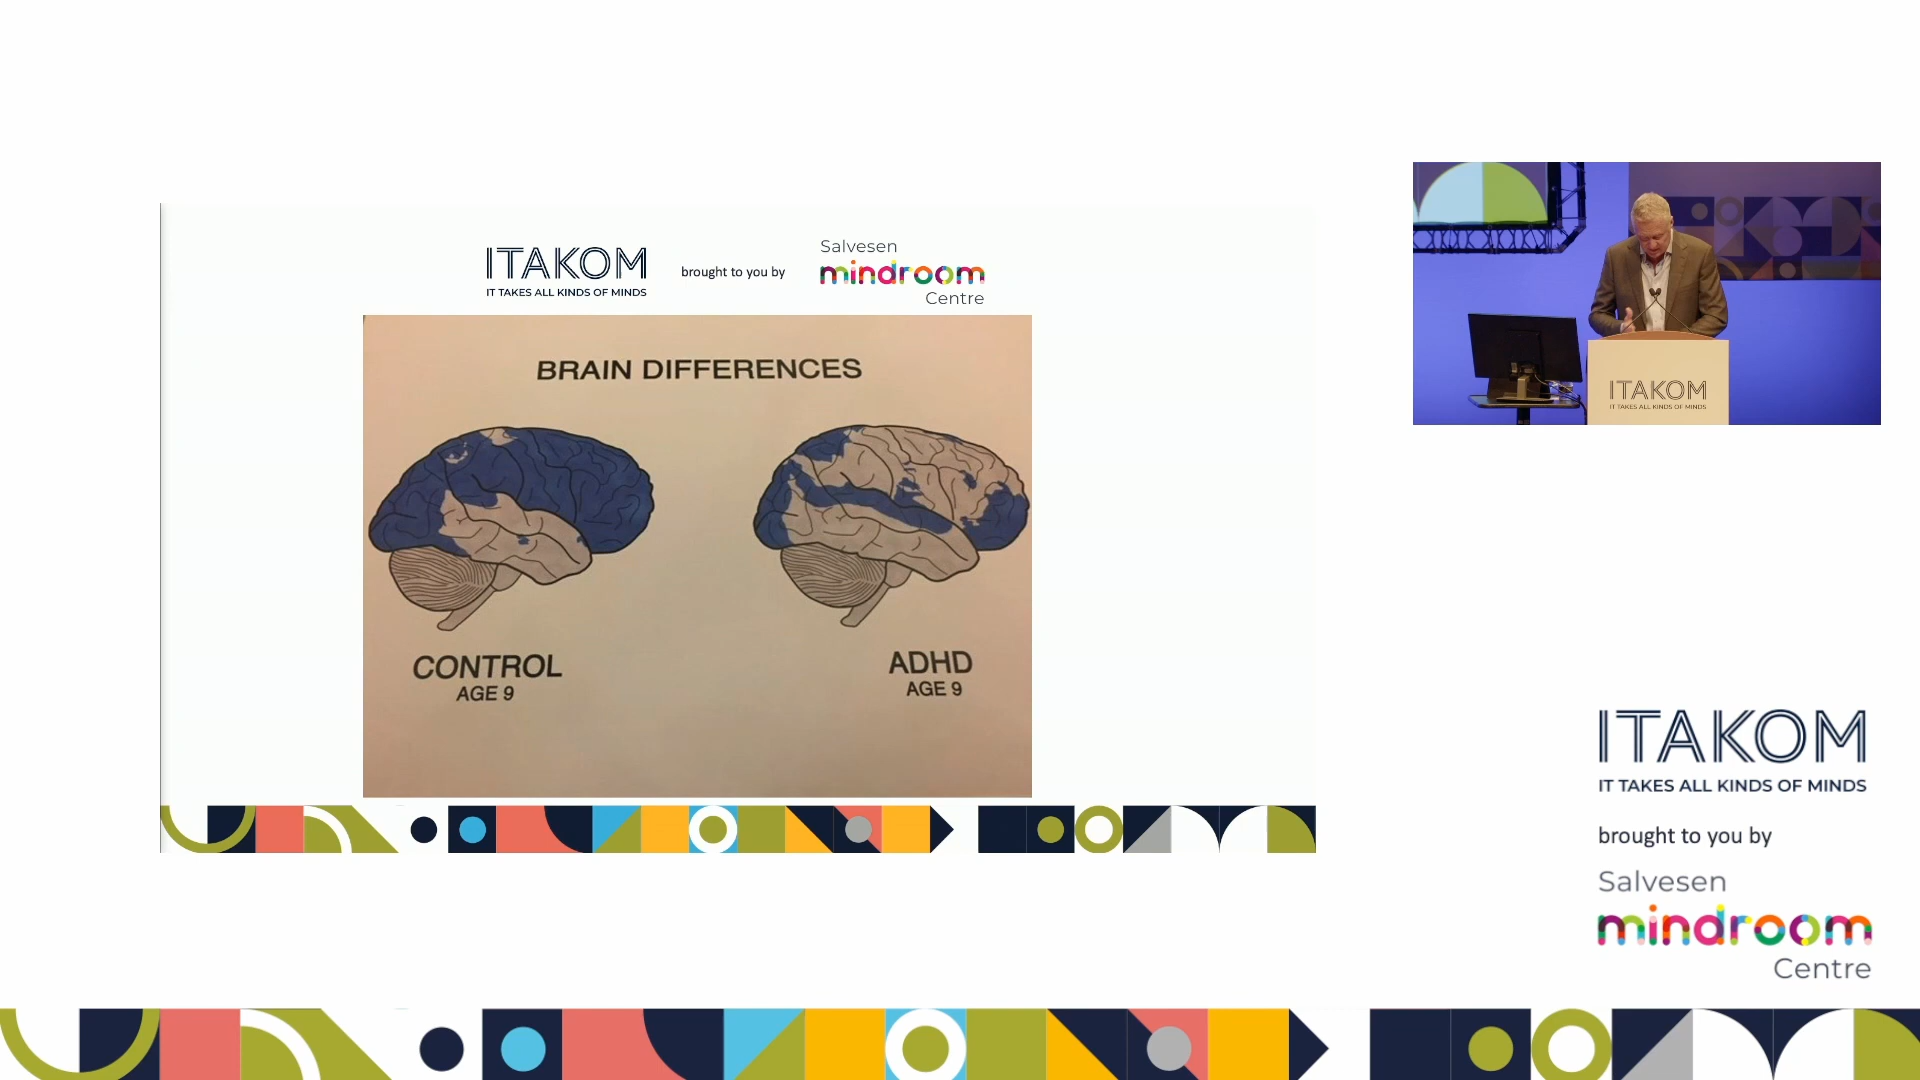 ITAKOM
IT TAKES ALL KINDS OF MINDS
brought to you by
Salvesen
mindroom
Centre
BRAIN DIFFERENCES
CONTROL
AGE 9
ADHD
AGE 9
ITAKOM
IT TAKES ALL KINDS OF MINDS
ITAKOM
IT TAKES ALL KINDS OF MINDS
brought to you by
Salvesen
mindroom
Centre